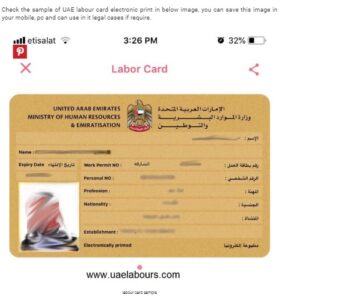 Check the sample of UAE labour card electronic print in below image, you can save this image in
your mobile, pc and can use in it legal cases if require.
etisalat 3:26 PM 32%
Labor Card
UNITED ARAB EMIRATES الإمارات العربية المتحدة
MINISTRY OF HUMAN RESOURCES وزارة الموارد البشرية
& EMIRATISATION والتوطين
الإسم :
Name :
Expiry Date تاريخ الإنتهاء Work Permit NO : رقم بطاقة العمل :
Personal NO : الرقم الشخصي :
Profession : المهنة :
Nationality : الجنسية :
Establishment : المنشأة :
Electronically printed مطبوعة إلكترونيا
www.uaelabours.com
labour card sample